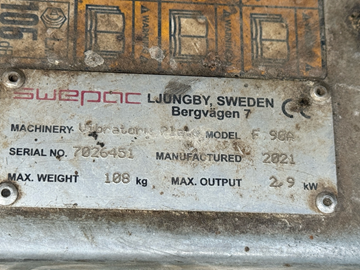 swepac LJUNGBY, SWEDEN
Bergvägen 7
CE
MACHINERY Vibratory Plate MODEL F 90A
SERIAL NO. 7026451 MANUFACTURED 2021
MAX. WEIGHT 108 kg MAX. OUTPUT 2.9 kW